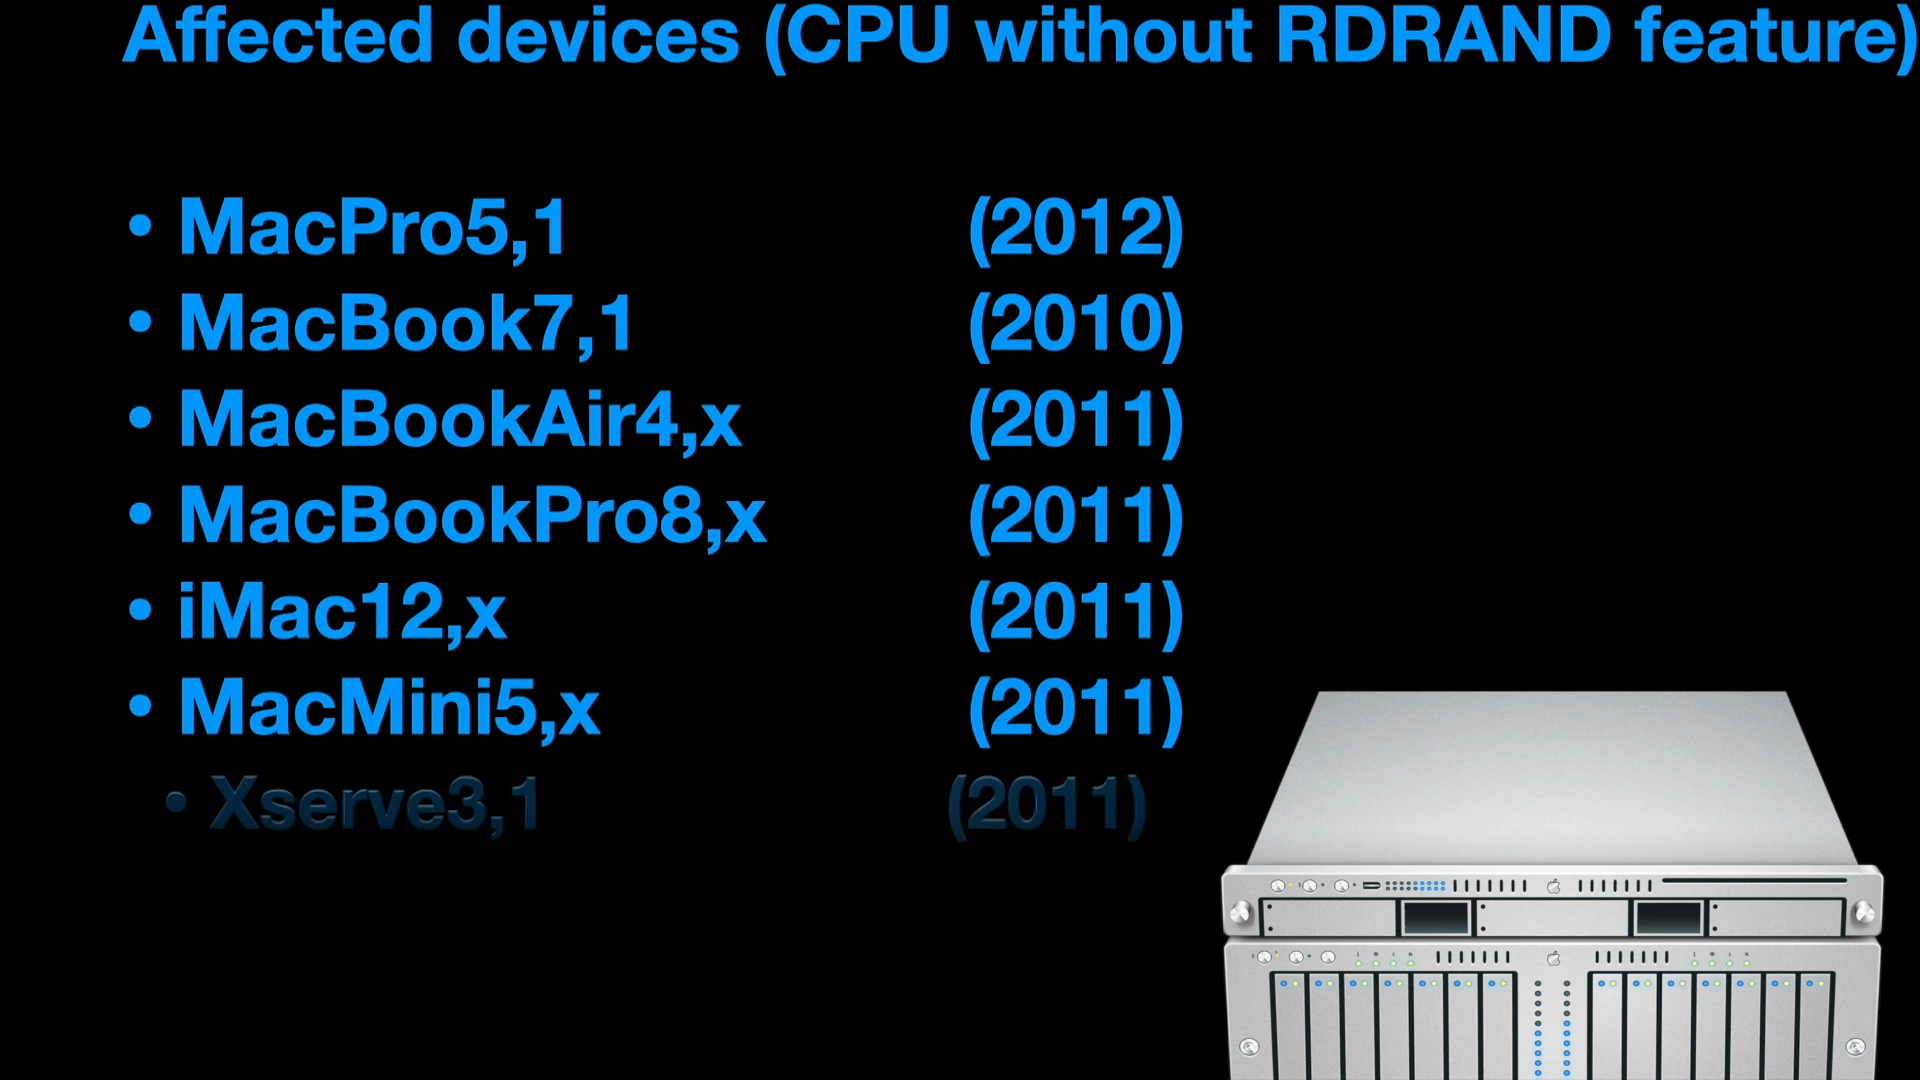 Affected devices (CPU without RDRAND feature)
• MacPro5,1 (2012)
• MacBook7,1 (2010)
• MacBookAir4,x (2011)
• MacBookPro8,x (2011)
• iMac12,x (2011)
• MacMini5,x (2011)
• Xserve3,1 (2011)